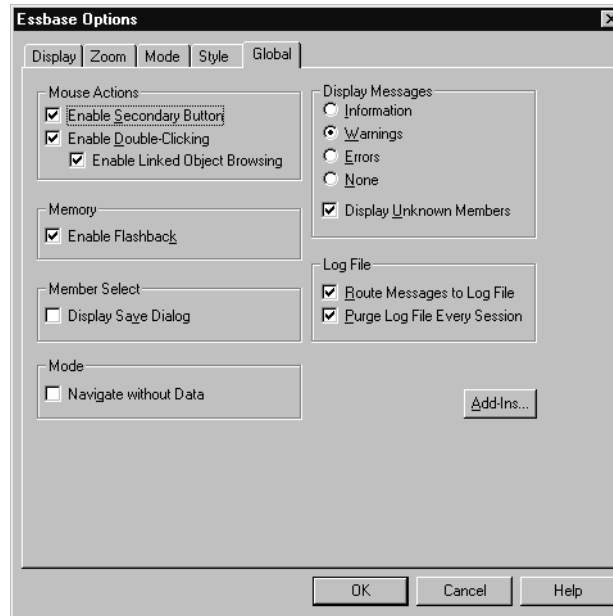 Essbase Options
Display
Zoom
Mode
Style
Global
Mouse Actions
Enable Secondary Button
Enable Double-Clicking
Enable Linked Object Browsing
Memory
Enable Flashback
Member Select
Display Save Dialog
Mode
Navigate without Data
Display Messages
Information
Warnings
Errors
None
Display Unknown Members
Log File
Route Messages to Log File
Purge Log File Every Session
Add-Ins...
OK
Cancel
Help